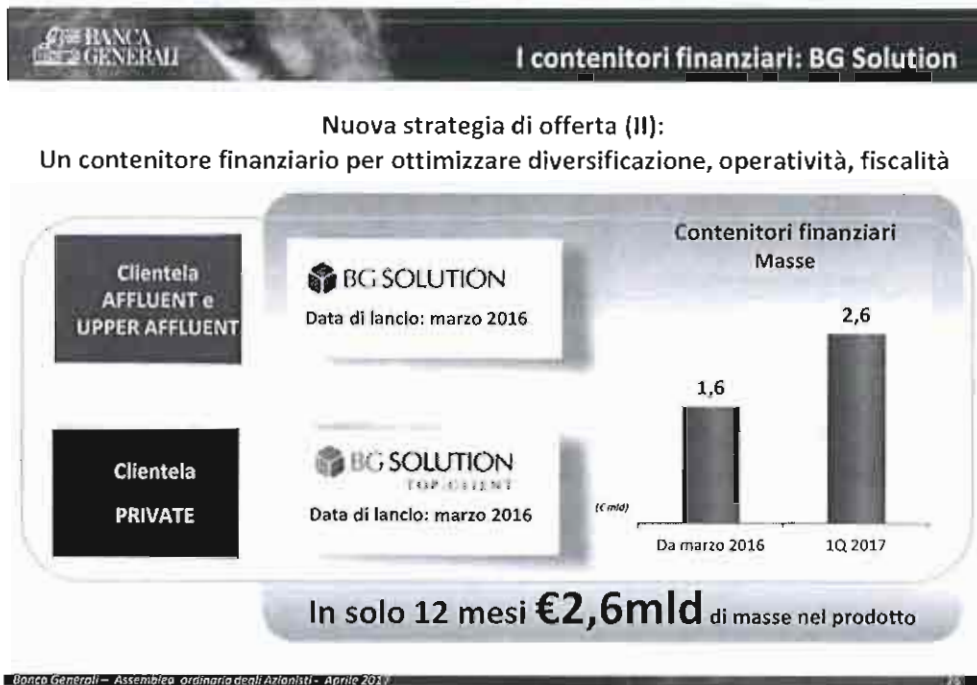 BANCA
GENERALI
I contenitori finanziari: BG Solution
Nuova strategia di offerta (II):
Un contenitore finanziario per ottimizzare diversificazione, operatività, fiscalità
Clientela
AFFLUENT e
UPPER AFFLUENT
BG SOLUTION
Data di lancio: marzo 2016
Clientela
PRIVATE
BG SOLUTION
TOP CLIENT
Data di lancio: marzo 2016
Contenitori finanziari
Masse
2,6
1,6
(€ mld)
Da marzo 2016
1Q 2017
In solo 12 mesi €2,6mld di masse nel prodotto
Banca Generali – Assemblea ordinaria degli Azionisti - Aprile 2017